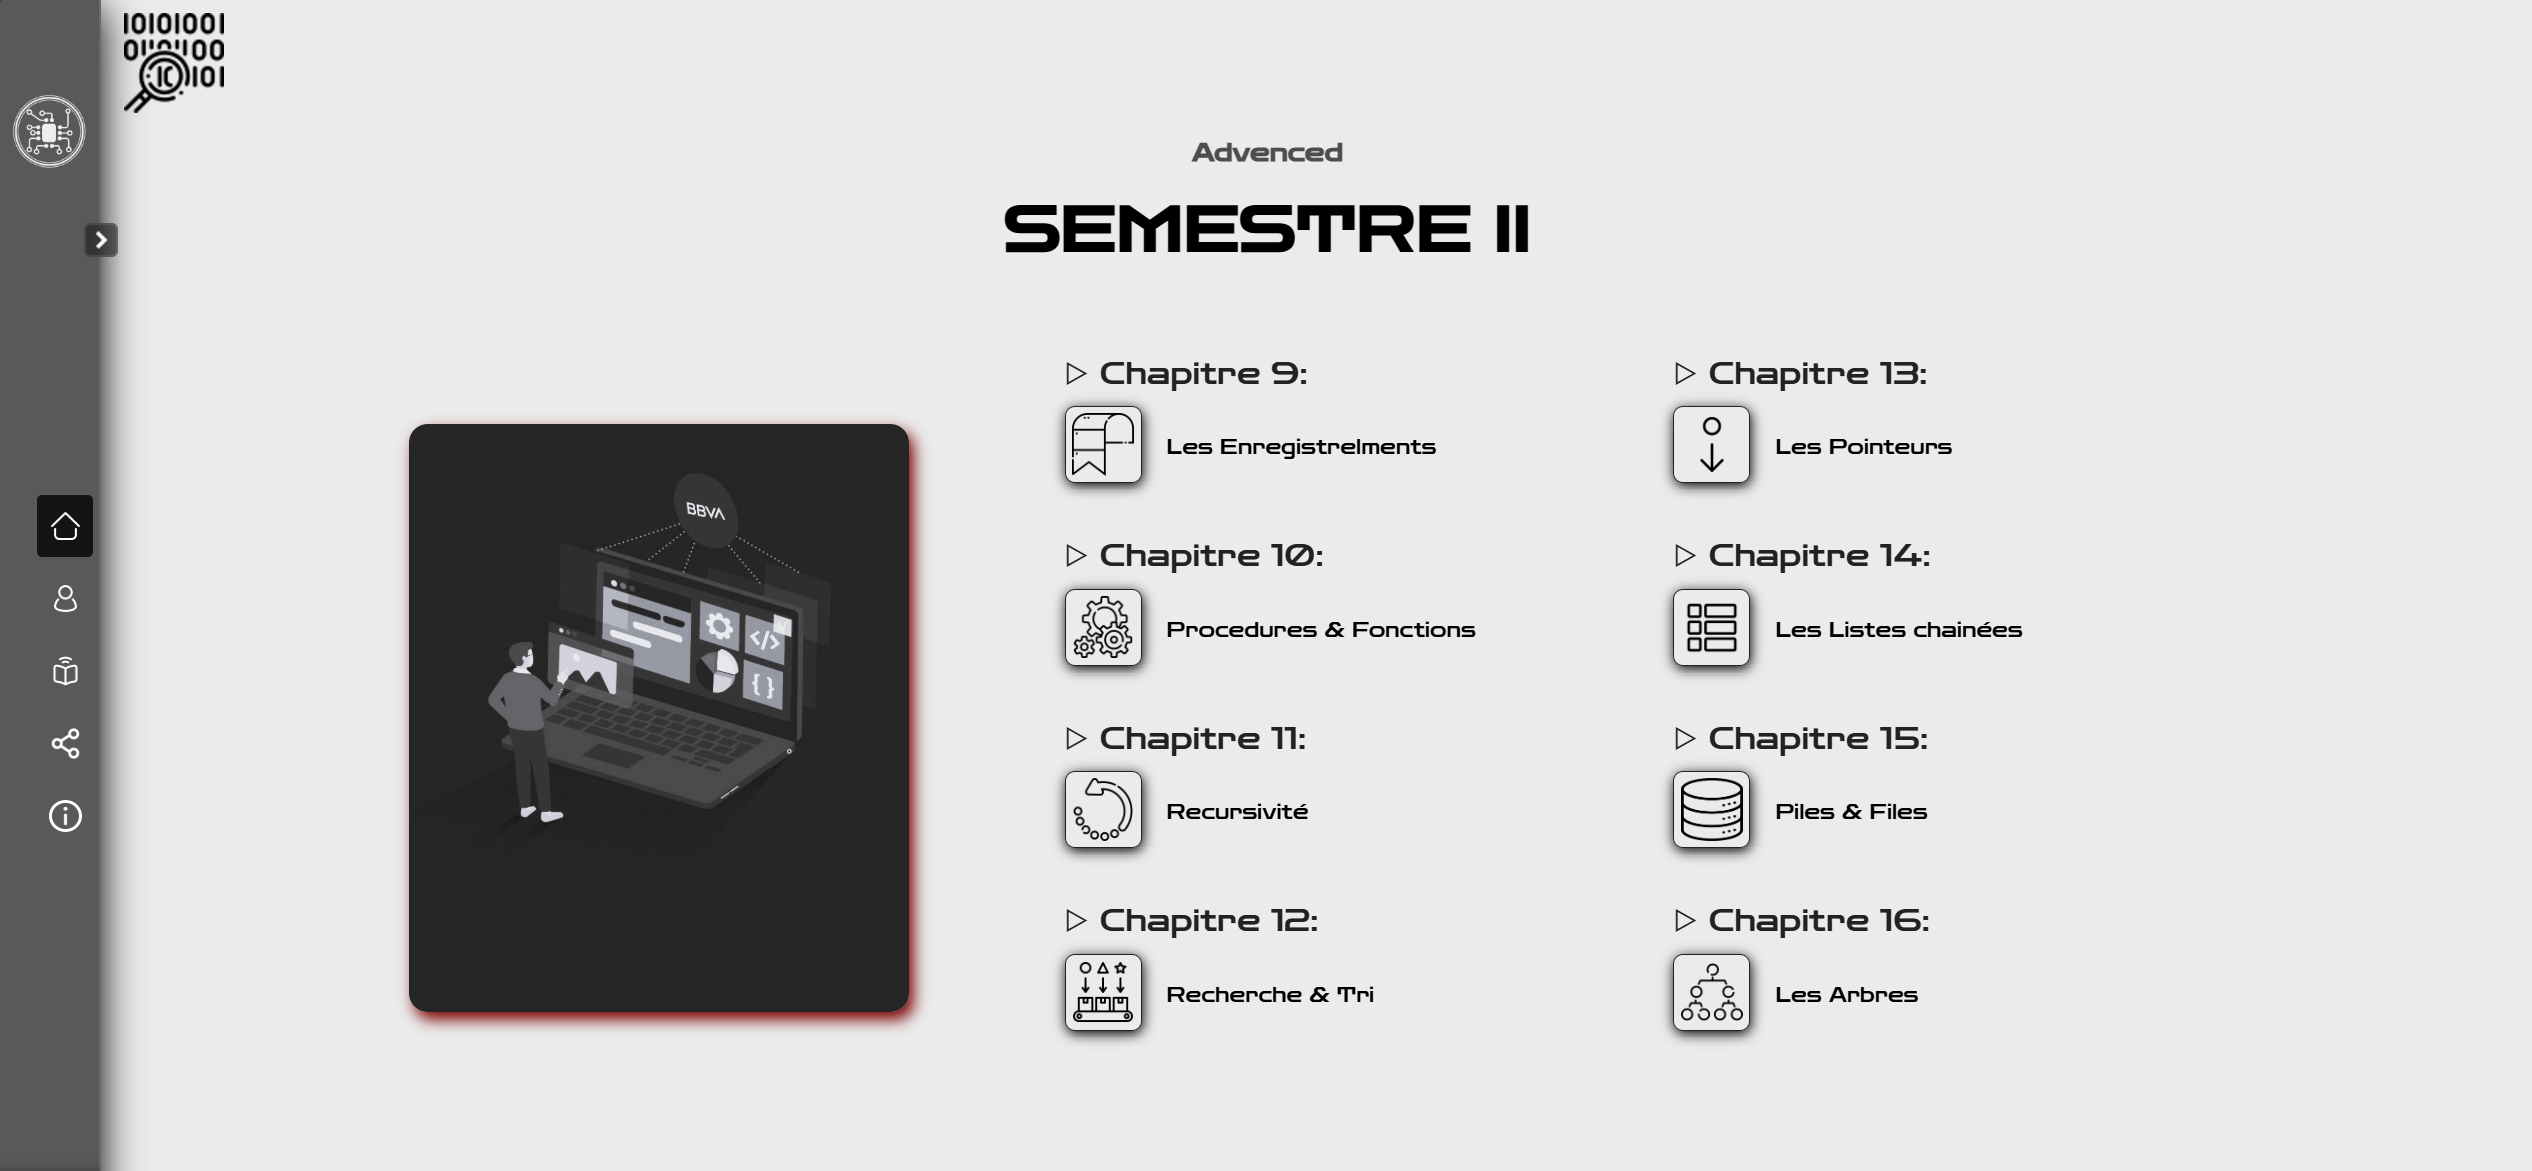 10101001
Advenced
SEMESTRE II
BBVA
</>
{ }
▷ Chapitre 9:
Les Enregistrelments
▷ Chapitre 10:
Procedures & Fonctions
▷ Chapitre 11:
Recursivité
▷ Chapitre 12:
Recherche & Tri
▷ Chapitre 13:
Les Pointeurs
▷ Chapitre 14:
Les Listes chainées
▷ Chapitre 15:
Piles & Files
▷ Chapitre 16:
Les Arbres